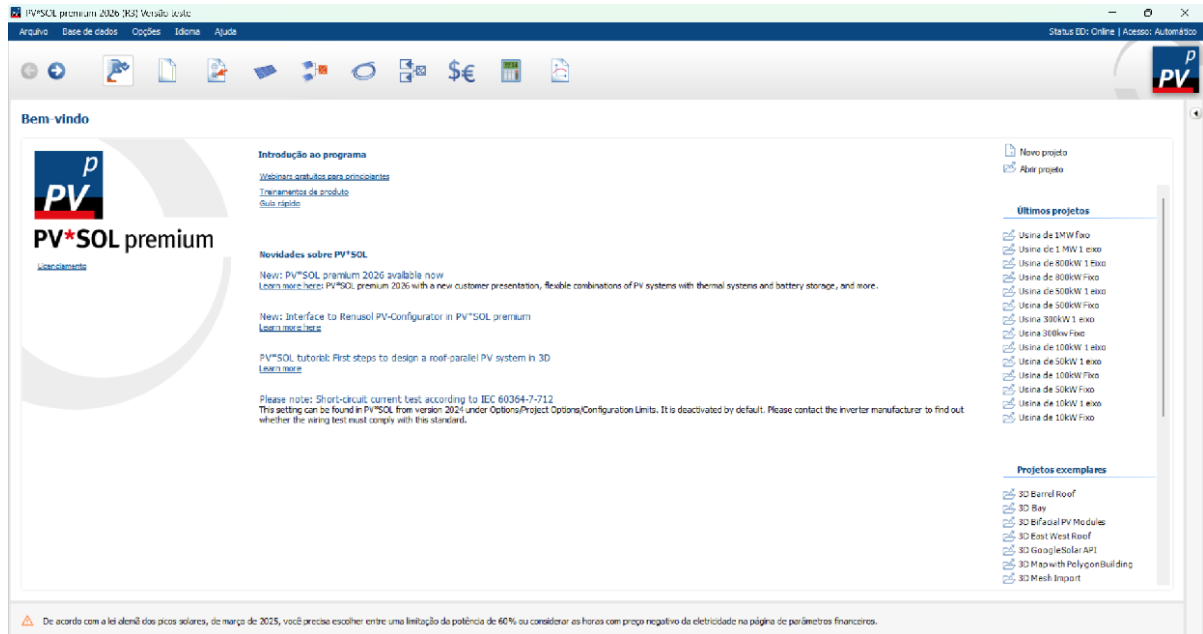 PV*SOL premium 2026 (R3) Versão teste
Arquivo Base de dados Opções Idioma Ajuda
Status BD: Online | Acesso: Automático
$€
p
PV
Bem-vindo
p
PV
PV*SOL premium
Licenciamento
Introdução ao programa
Webinars gratuitos para principiantes
Treinamentos de produto
Guia rápido
Novidades sobre PV*SOL
New: PV*SOL premium 2026 available now
Learn more here: PV*SOL premium 2026 with a new customer presentation, flexible combinations of PV systems with thermal systems and battery storage, and more.
New: Interface to Renusol PV-Configurator in PV*SOL premium
Learn more here
PV*SOL tutorial: First steps to design a roof-parallel PV system in 3D
Learn more
Please note: Short-circuit current test according to IEC 60364-7-712
This setting can be found in PV*SOL from version 2024 under Options/Project Options/Configuration Limits. It is deactivated by default. Please contact the inverter manufacturer to find out
whether the wiring test must comply with this standard.
Novo projeto
Abrir projeto
Últimos projetos
Usina de 1MW fixo
Usina de 1 MW 1 eixo
Usina de 800kW 1 Eixo
Usina de 800kW Fixo
Usina de 500kW 1 eixo
Usina de 500kW Fixo
Usina 300kW 1 eixo
Usina 300kw Fixo
Usina de 100kW 1 eixo
Usina de 50kW 1 eixo
Usina de 100kW Fixo
Usina de 50kW Fixo
Usina de 10kW 1 eixo
Usina de 10kW Fixo
Projetos exemplares
3D Barrel Roof
3D Bay
3D Bifacial PV Modules
3D East West Roof
3D GoogleSolar API
3D Map with Polygon Building
3D Mesh Import
De acordo com a lei alemã dos picos solares, de março de 2025, você precisa escolher entre uma limitação da potência de 60% ou considerar as horas com preço negativo da eletricidade na página de parâmetros financeiros.